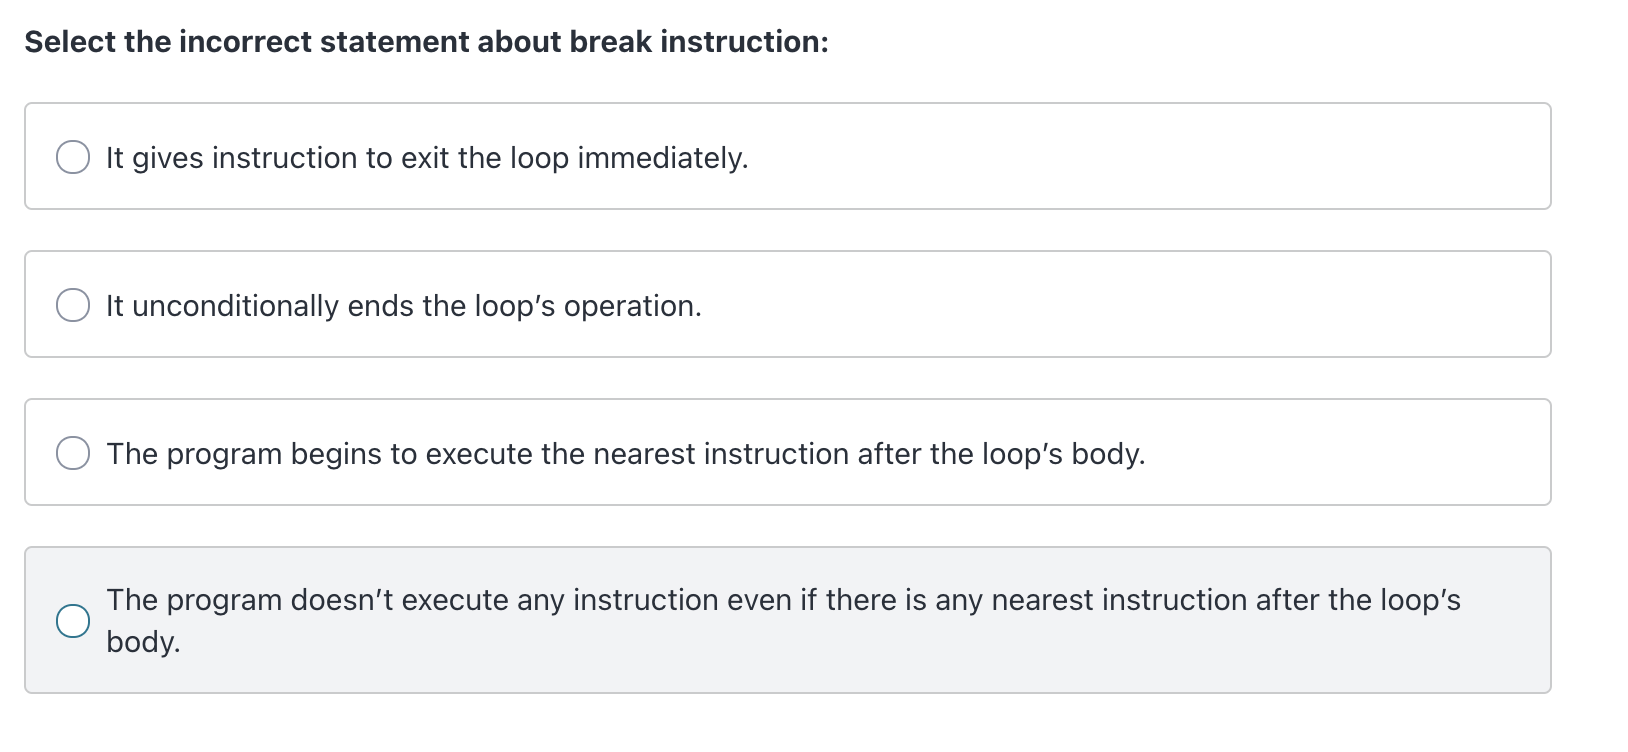 Select the incorrect statement about break instruction:
It gives instruction to exit the loop immediately.
It unconditionally ends the loop’s operation.
The program begins to execute the nearest instruction after the loop’s body.
The program doesn’t execute any instruction even if there is any nearest instruction after the loop’s
body.